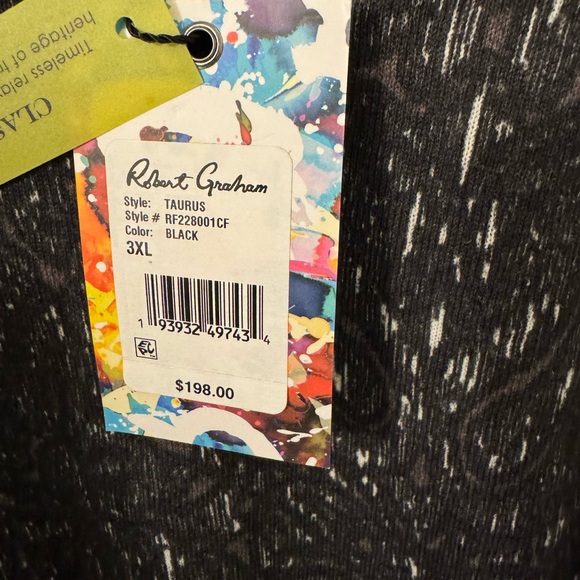 Timeless rela
heritage of t
CLAS
Robert Graham
Style: TAURUS
Style # RF228001CF
Color: BLACK
3XL
1 93932 49743 4
$198.00